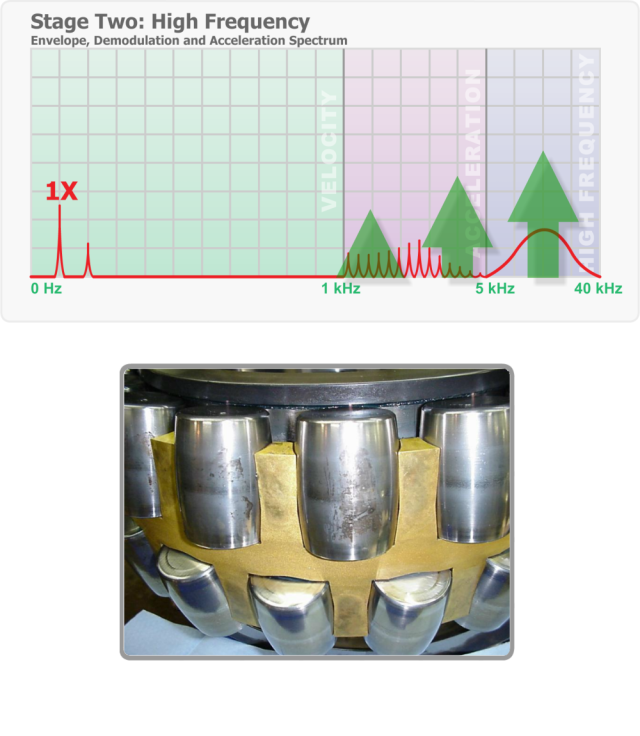 Stage Two: High Frequency
Envelope, Demodulation and Acceleration Spectrum
VELOCITY
ACCELERATION
HIGH FREQUENCY
1X
0 Hz
1 kHz
5 kHz
40 kHz